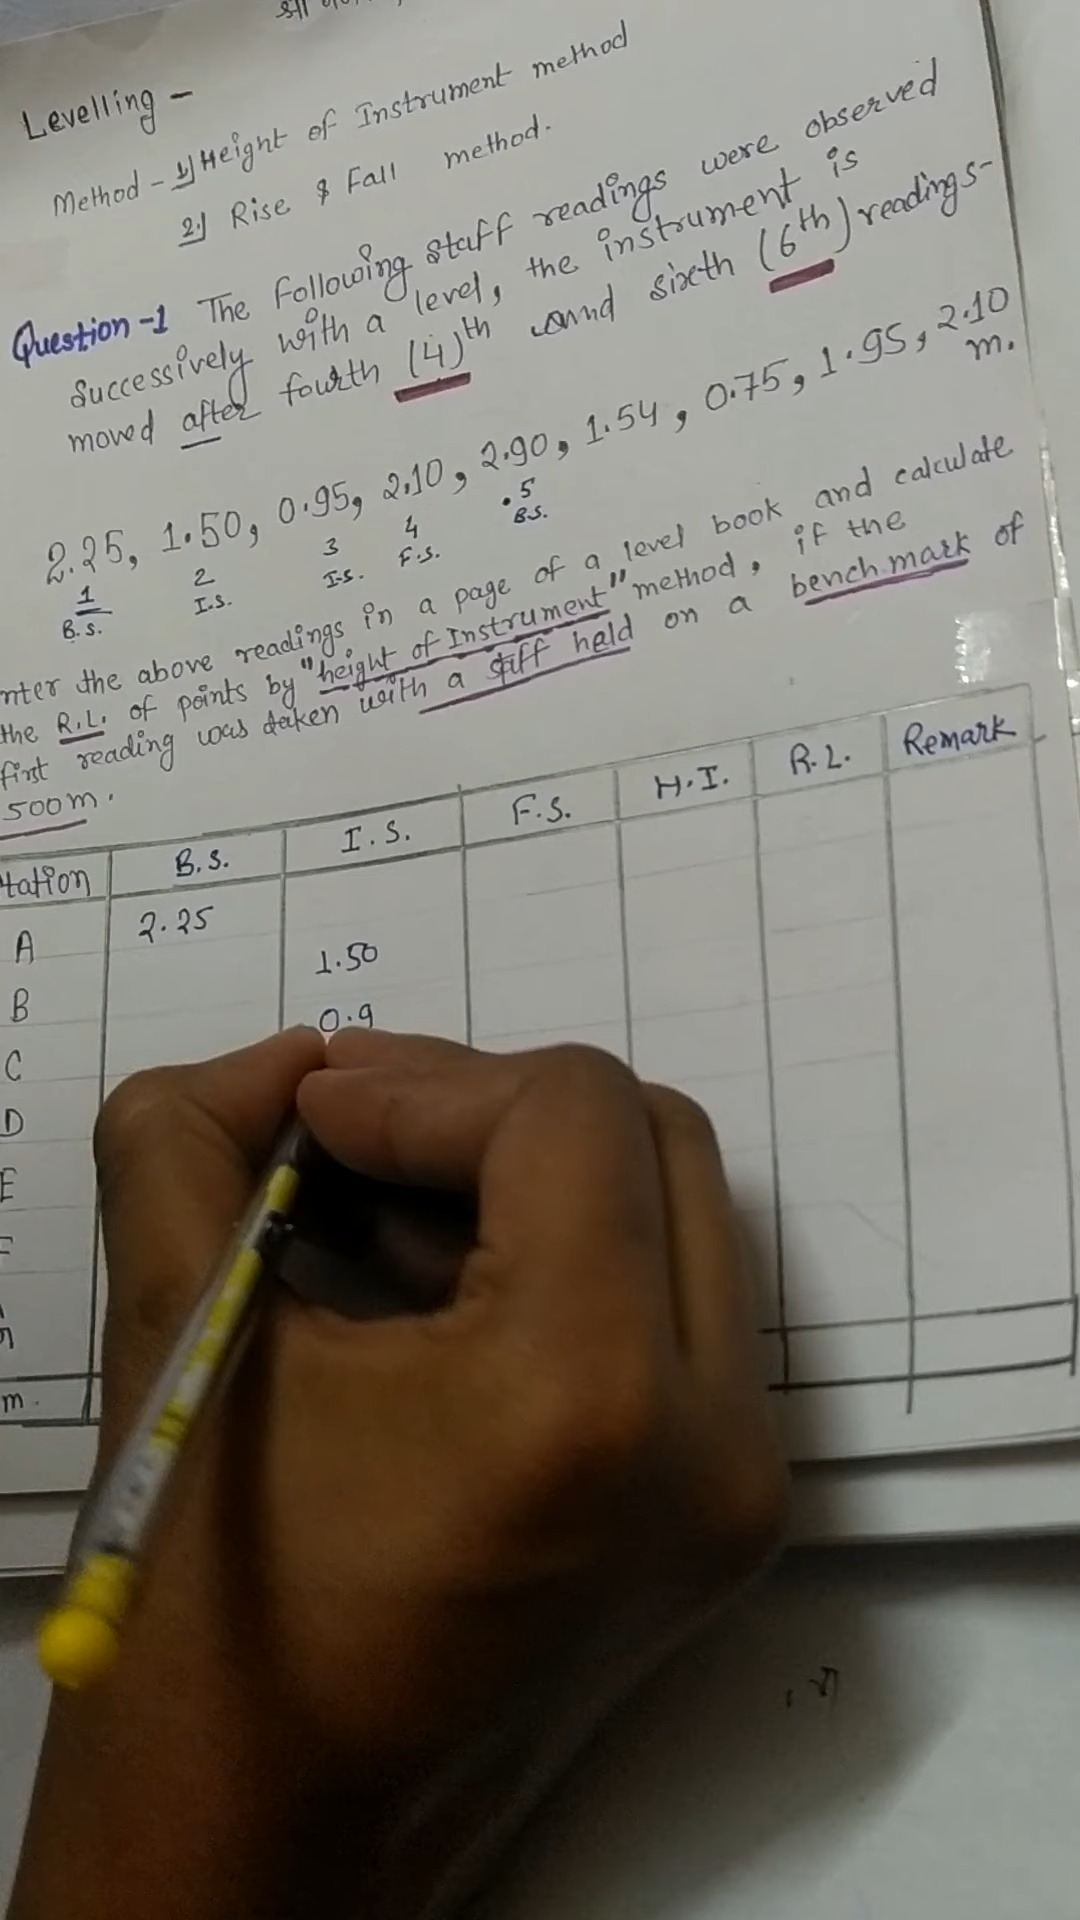 श्री
Levelling -
Method - 1) Height of Instrument method
2.) Rise & Fall method.
Question-1 The following staff readings were observed
successively with a level, the instrument is
moved after fourth (4)th and sixth (6th) readings-
2.25, 1.50, 0.95, 2.10, 2.90, 1.54, 0.75, 1.95, 2.10 m.
1 2 3 4 .5
B.S. I.S. I.S. F.S. B.S.
nter the above readings in a page of a level book and calculate
the R.L. of points by "height of Instrument" method, if the
first reading was taken with a stiff held on a bench mark of
500m.
tation B.S. I.S. F.S. H.I. R.L. Remark
A 2.25
B 1.50
C 0.9
D
E
F
m.